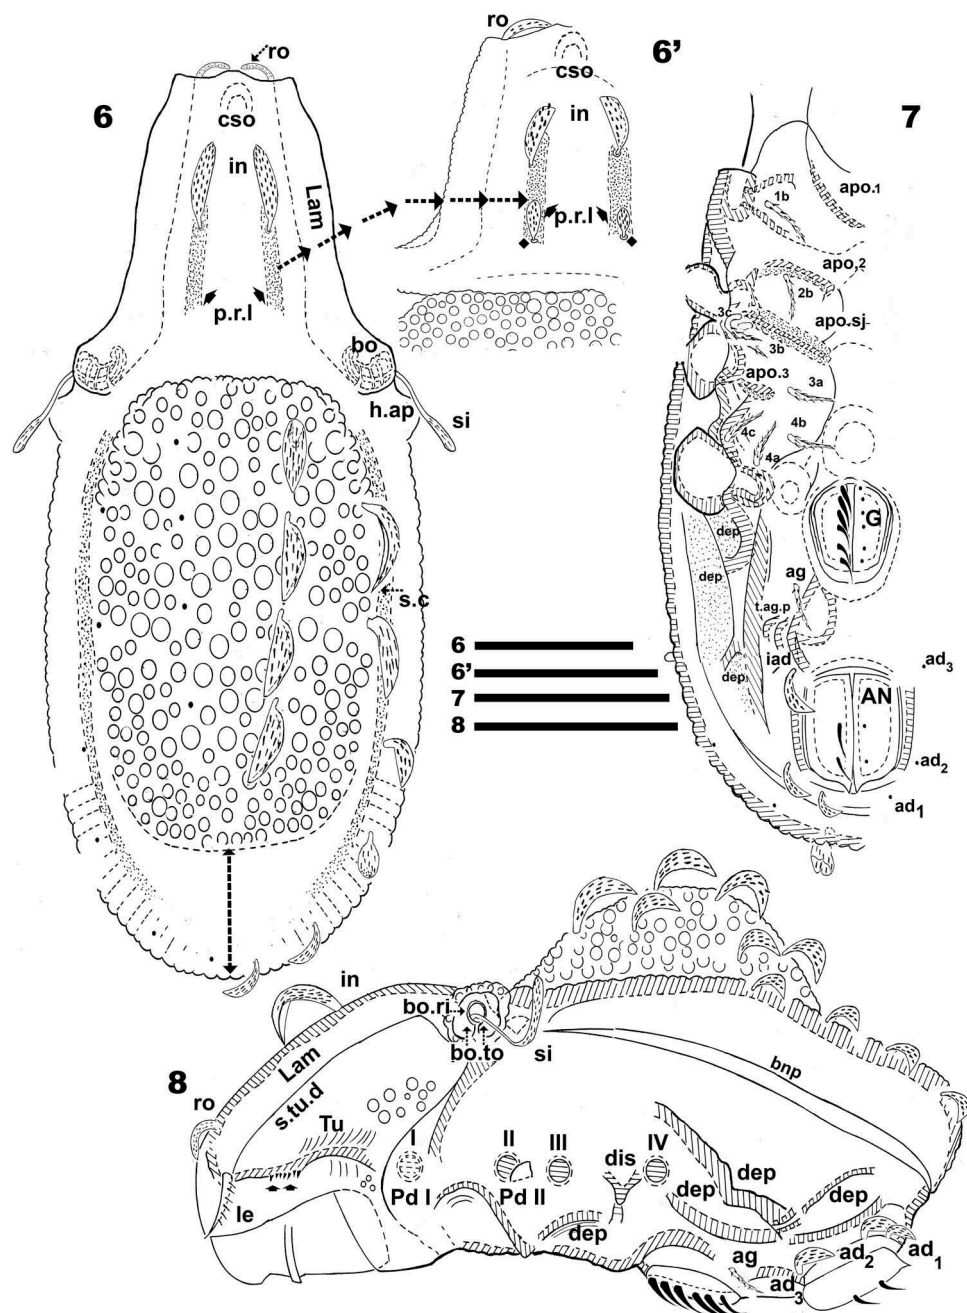 6
ro
cso
in
Lam
p.r.l
bo
h.ap
si
s.c
6’
ro
cso
in
p.r.l
7
apo.1
1b
apo.2
2b
apo.sj
3c
3b
apo.3
3a
4c
4b
4a
G
dep
dep
ag
t.ag.p
iad
dep
ad3
AN
ad2
ad1
6
6’
7
8
8
in
bo.ri
bo.to
si
Lam
s.tu.d
bnp
ro
Tu
I
II
III
IV
dis
Pd I
Pd II
dep
dep
dep
dep
le
ag
ad3
ad2
ad1